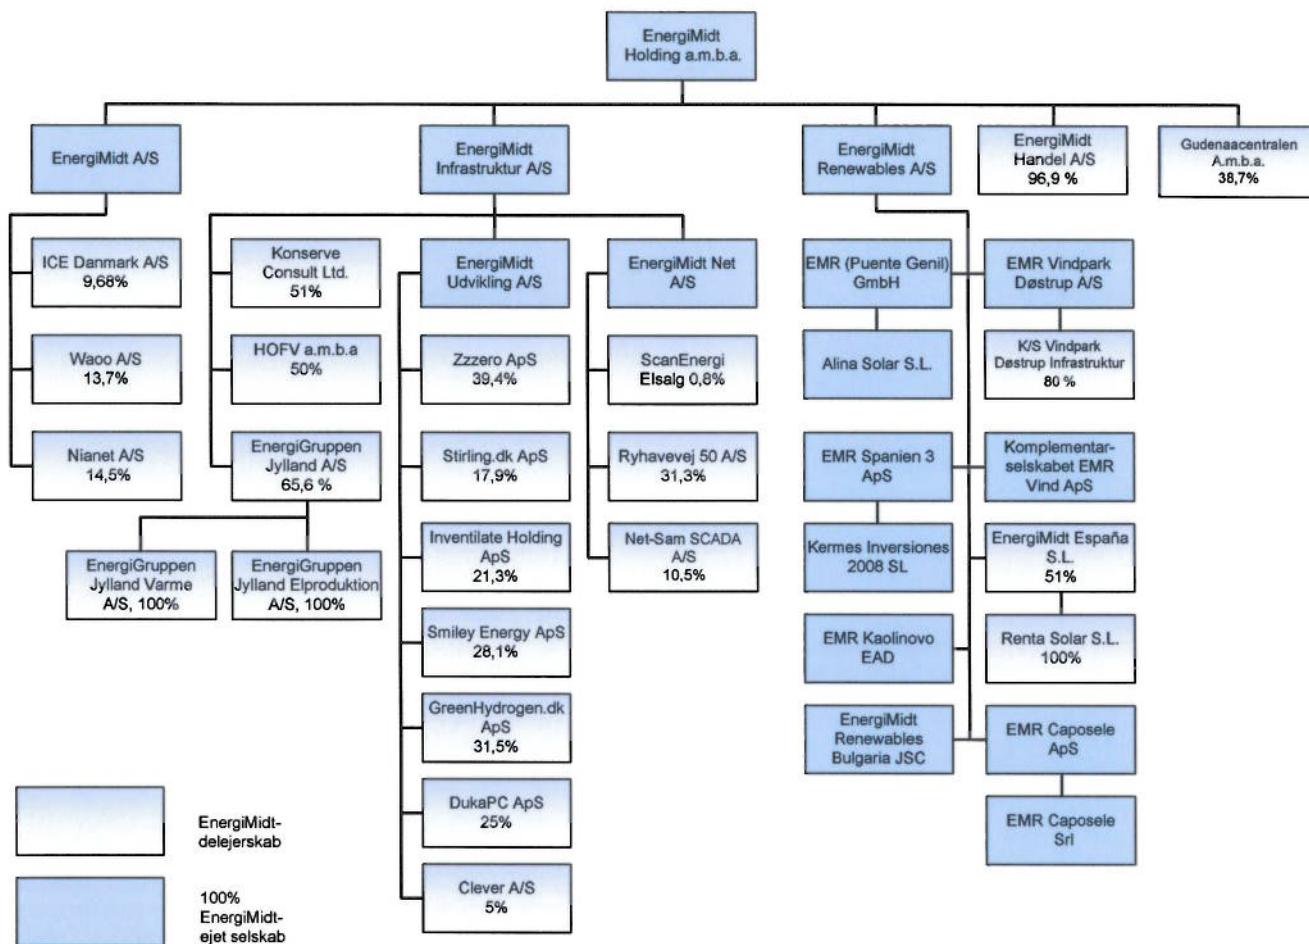 EnergiMidt
Holding a.m.b.a.
EnergiMidt A/S
EnergiMidt
Infrastruktur A/S
EnergiMidt
Renewables A/S
EnergiMidt
Handel A/S
96,9 %
Gudenaacentralen
A.m.b.a.
38,7%
ICE Danmark A/S
9,68%
Waoo A/S
13,7%
Nianet A/S
14,5%
Konserve
Consult Ltd.
51%
HOFV a.m.b.a
50%
EnergiGruppen
Jylland A/S
65,6 %
EnergiGruppen
Jylland Varme
A/S, 100%
EnergiGruppen
Jylland Elproduktion
A/S, 100%
EnergiMidt
Udvikling A/S
Zzzero ApS
39,4%
Stirling.dk ApS
17,9%
Inventilate Holding
ApS
21,3%
Smiley Energy ApS
28,1%
GreenHydrogen.dk
ApS
31,5%
DukaPC ApS
25%
Clever A/S
5%
EnergiMidt Net
A/S
ScanEnergi
Elsalg 0,8%
Ryhavevej 50 A/S
31,3%
Net-Sam SCADA
A/S
10,5%
EMR (Puente Genil)
GmbH
Alina Solar S.L.
EMR Spanien 3
ApS
Kermes Inversiones
2008 SL
EMR Kaolinovo
EAD
EnergiMidt
Renewables
Bulgaria JSC
EMR Vindpark
Døstrup A/S
K/S Vindpark
Døstrup Infrastruktur
80 %
Komplementar-
selskabet EMR
Vind ApS
EnergiMidt España
S.L.
51%
Renta Solar S.L.
100%
EMR Caposele
ApS
EMR Caposele
Srl
EnergiMidt-
delejerskab
100%
EnergiMidt-
ejet selskab